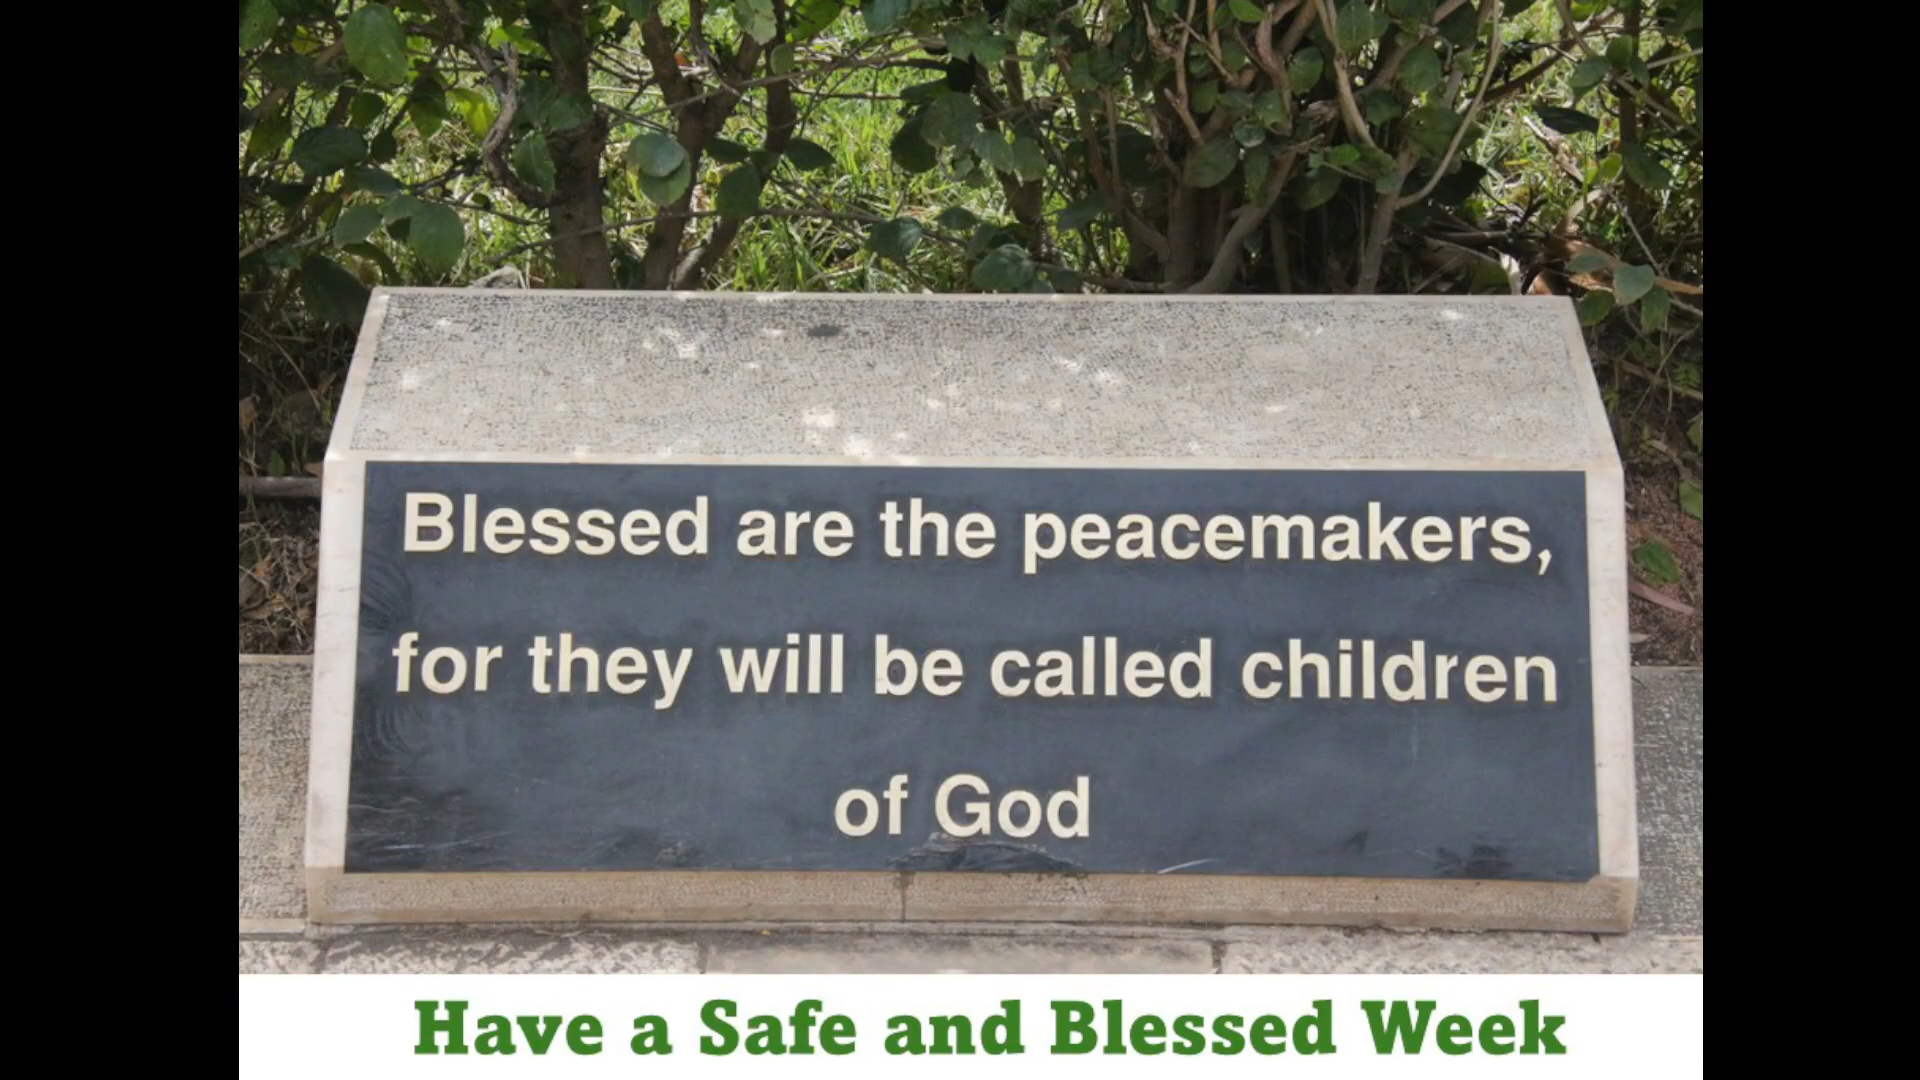 Blessed are the peacemakers,
for they will be called children
of God
Have a Safe and Blessed Week